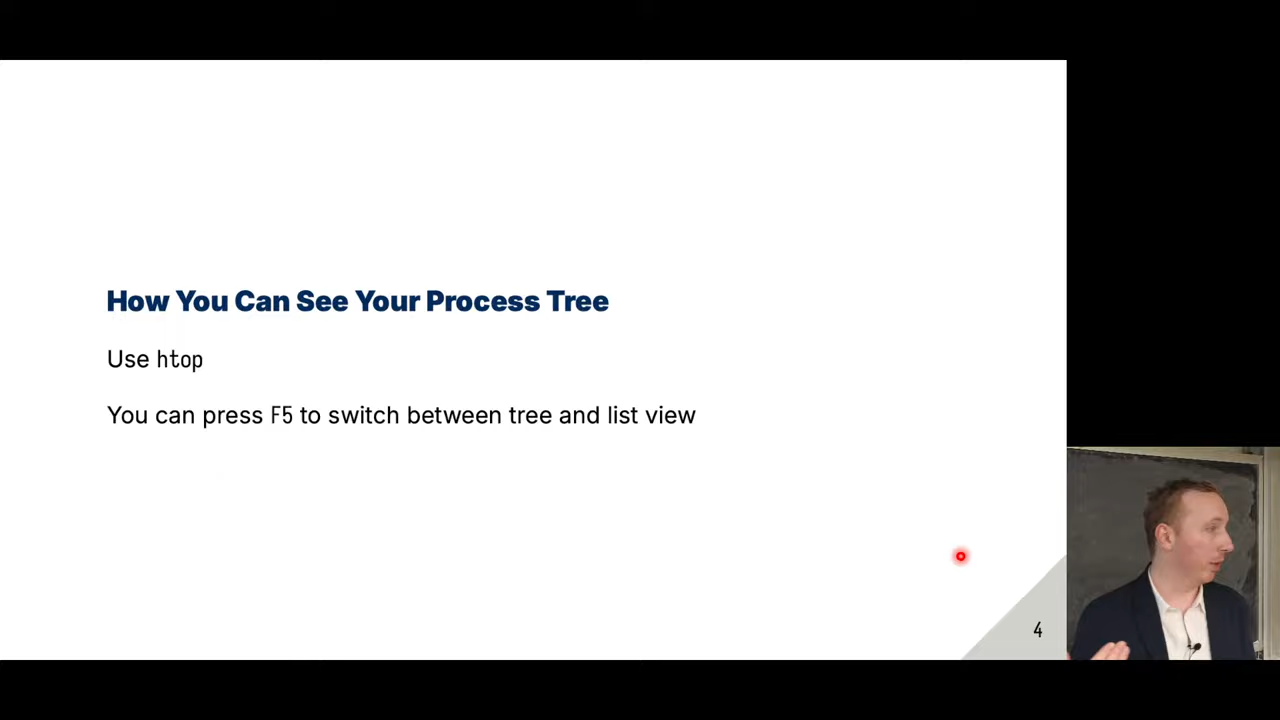 How You Can See Your Process Tree
Use htop
You can press F5 to switch between tree and list view
4